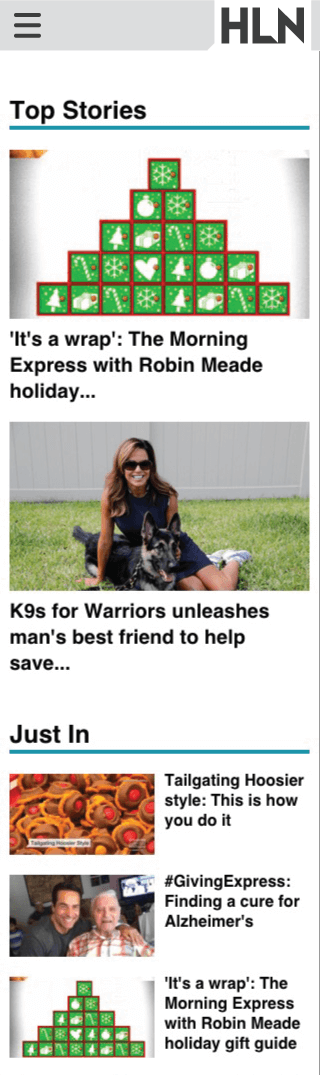 HLN
Top Stories
'It's a wrap': The Morning
Express with Robin Meade
holiday...
K9s for Warriors unleashes
man's best friend to help
save...
Just In
Tailgating Hoosier
style: This is how
you do it
Tailgating Hoosier Style
#GivingExpress:
Finding a cure for
Alzheimer's
'It's a wrap': The
Morning Express
with Robin Meade
holiday gift guide